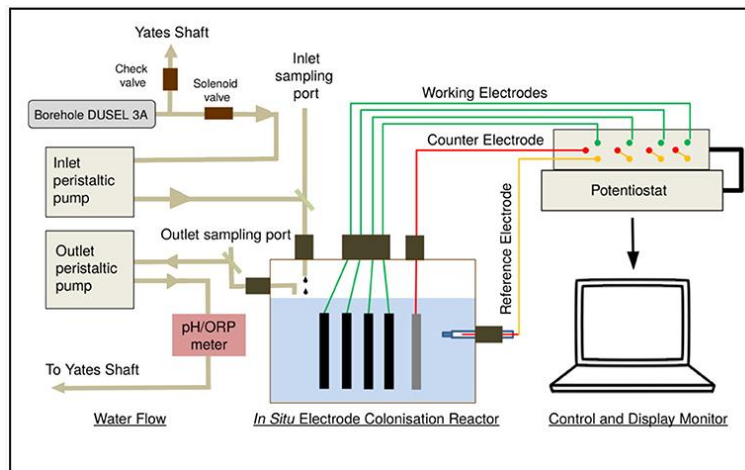 Yates Shaft
Check
valve
Solenoid
valve
Inlet
sampling
port
Borehole DUSEL 3A
Working Electrodes
Counter Electrode
Inlet
peristaltic
pump
Potentiostat
Outlet sampling port
Outlet
peristaltic
pump
Reference Electrode
pH/ORP
meter
To Yates Shaft
Water Flow
In Situ Electrode Colonisation Reactor
Control and Display Monitor